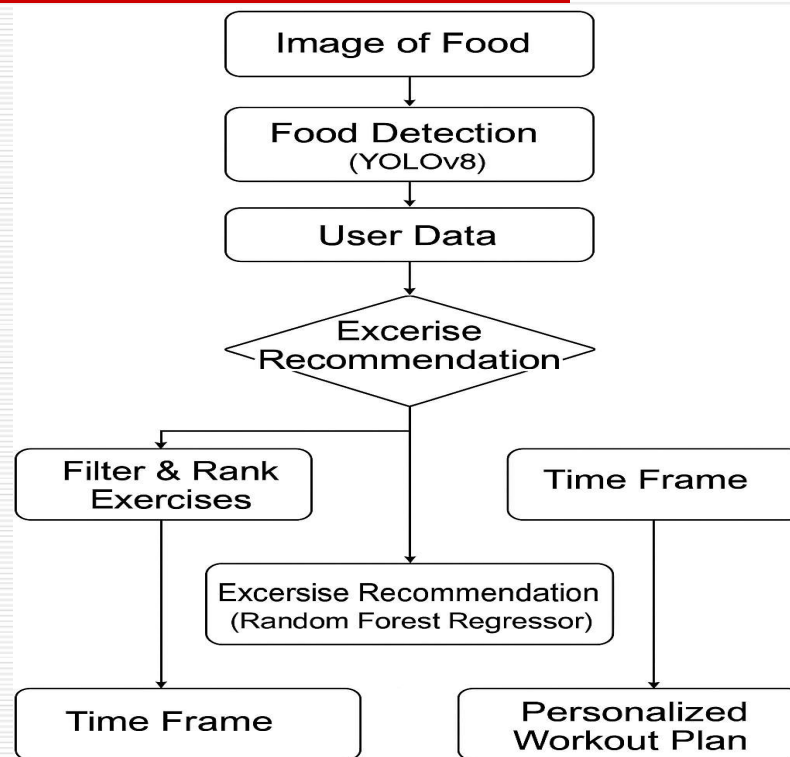 Image of Food
Food Detection
(YOLOv8)
User Data
Excerise
Recommendation
Filter & Rank
Exercises
Time Frame
Excersise Recommendation
(Random Forest Regressor)
Time Frame
Personalized
Workout Plan